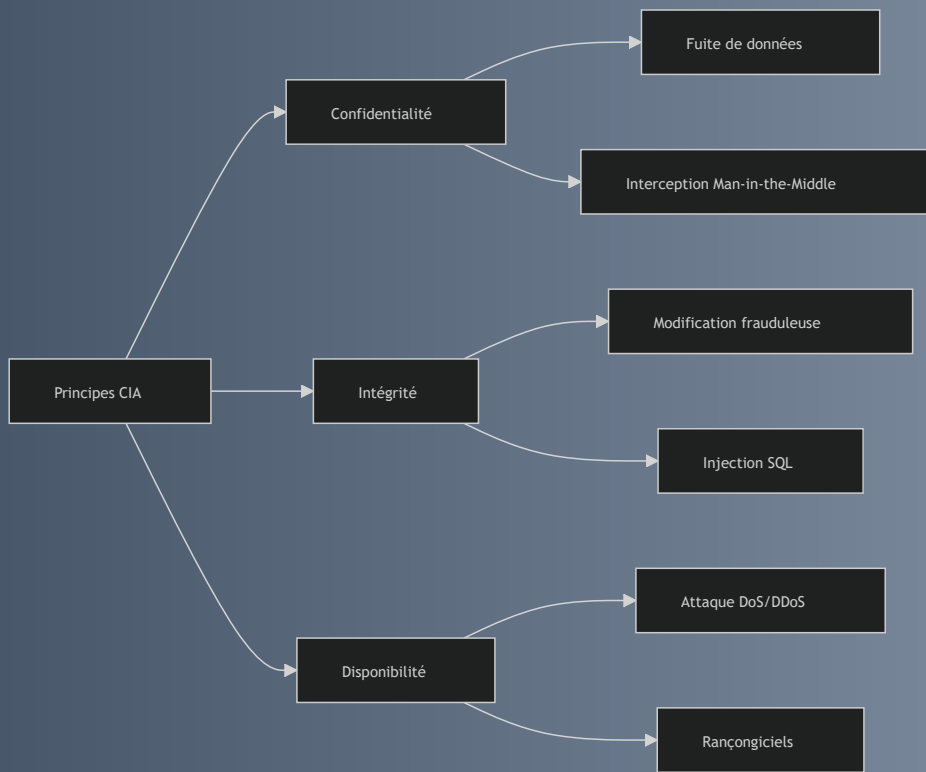 Fuite de données
Confidentialité
Interception Man-in-the-Middle
Modification frauduleuse
Principes CIA
Intégrité
Injection SQL
Attaque DoS/DDoS
Disponibilité
Rançongiciels